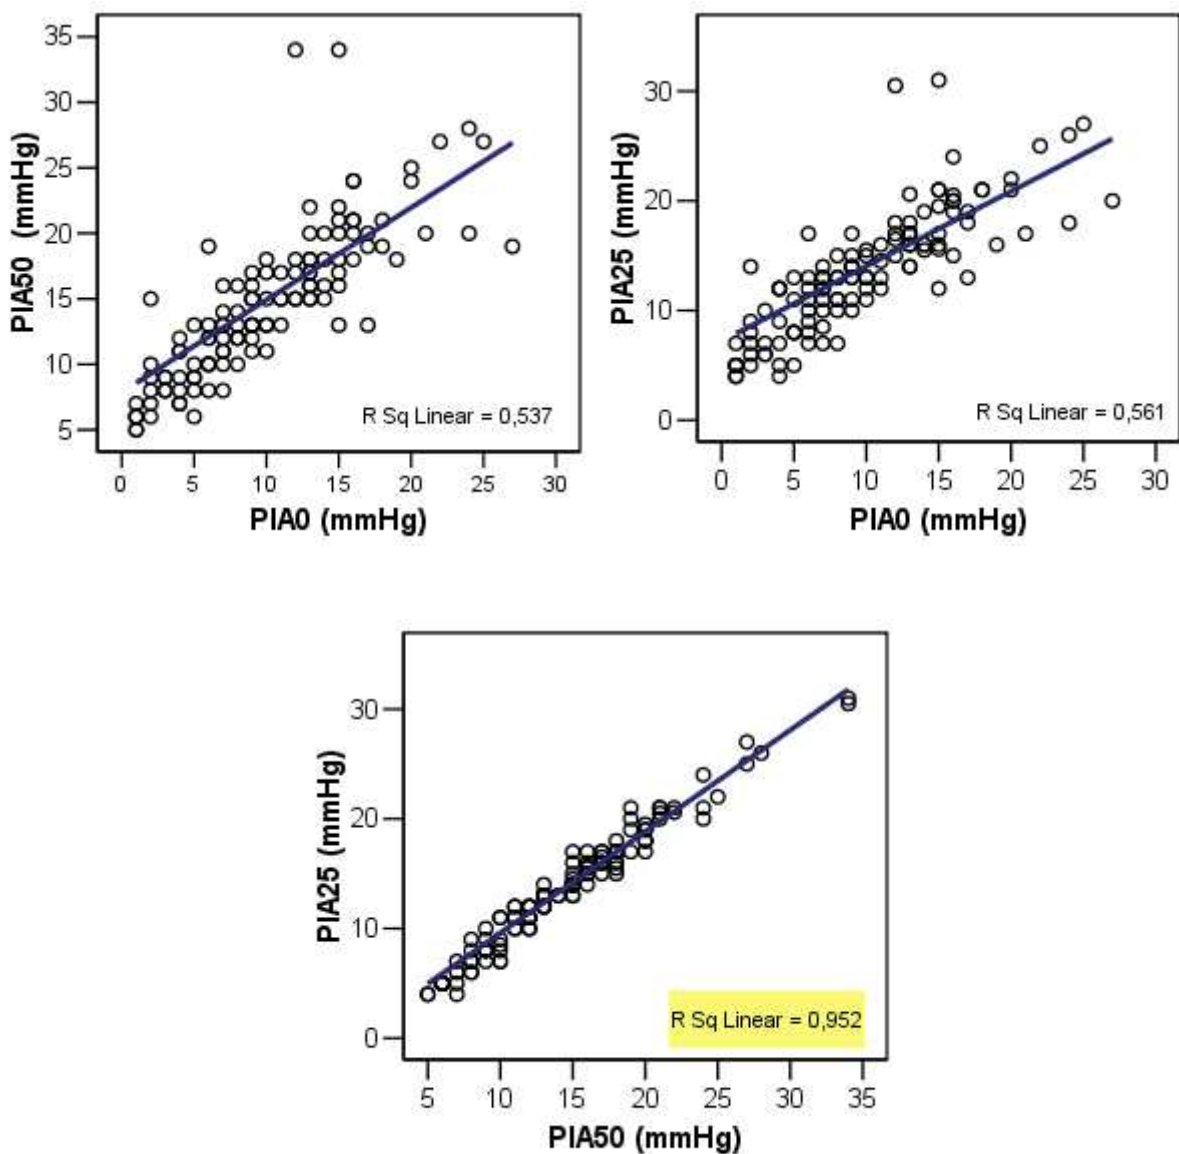 35
30
25
20
15
10
5
PIA50 (mmHg)
R Sq Linear = 0,537
0 5 10 15 20 25 30
PIA0 (mmHg)
30
20
10
0
PIA25 (mmHg)
R Sq Linear = 0,561
0 5 10 15 20 25 30
PIA0 (mmHg)
30
20
10
0
PIA25 (mmHg)
R Sq Linear = 0,952
5 10 15 20 25 30 35
PIA50 (mmHg)